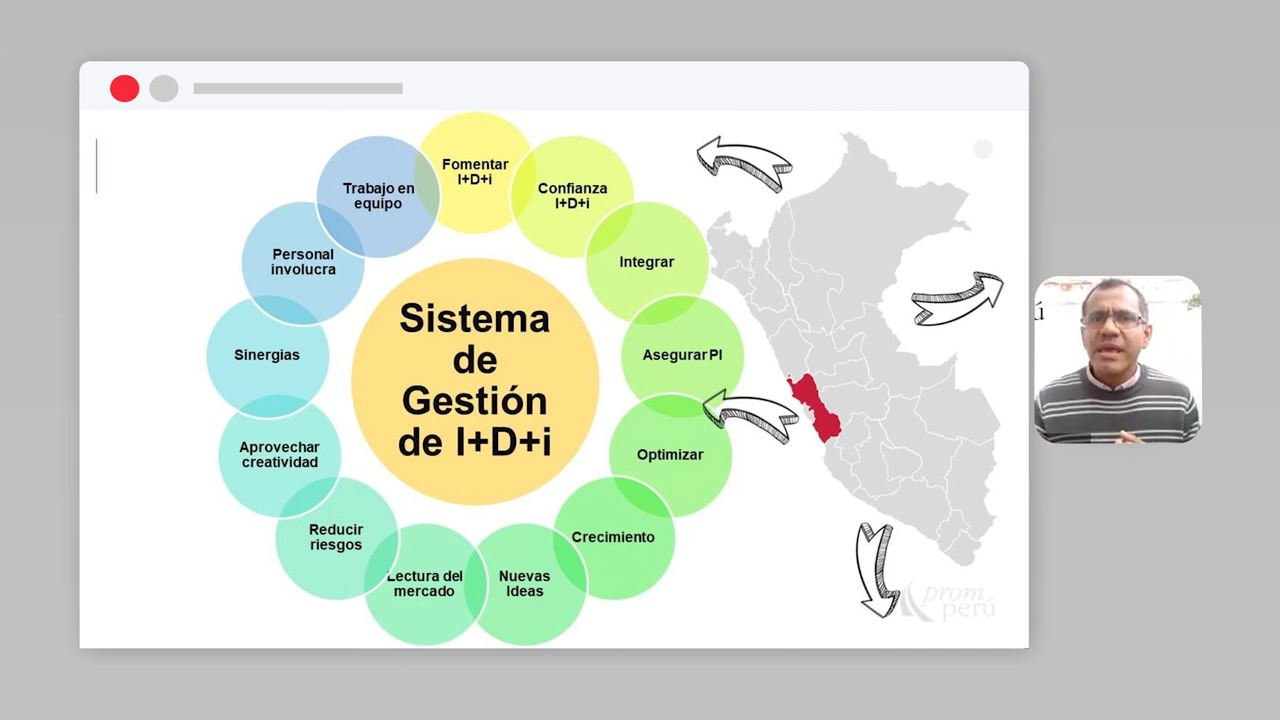 Fomentar
I+D+i
Confianza
I+D+i
Integrar
Asegurar PI
Optimizar
Crecimiento
Nuevas
Ideas
Lectura del
mercado
Reducir
riesgos
Aprovechar
creatividad
Sinergias
Personal
involucra
Trabajo en
equipo
Sistema
de
Gestión
de I+D+i
prom
perú
ú